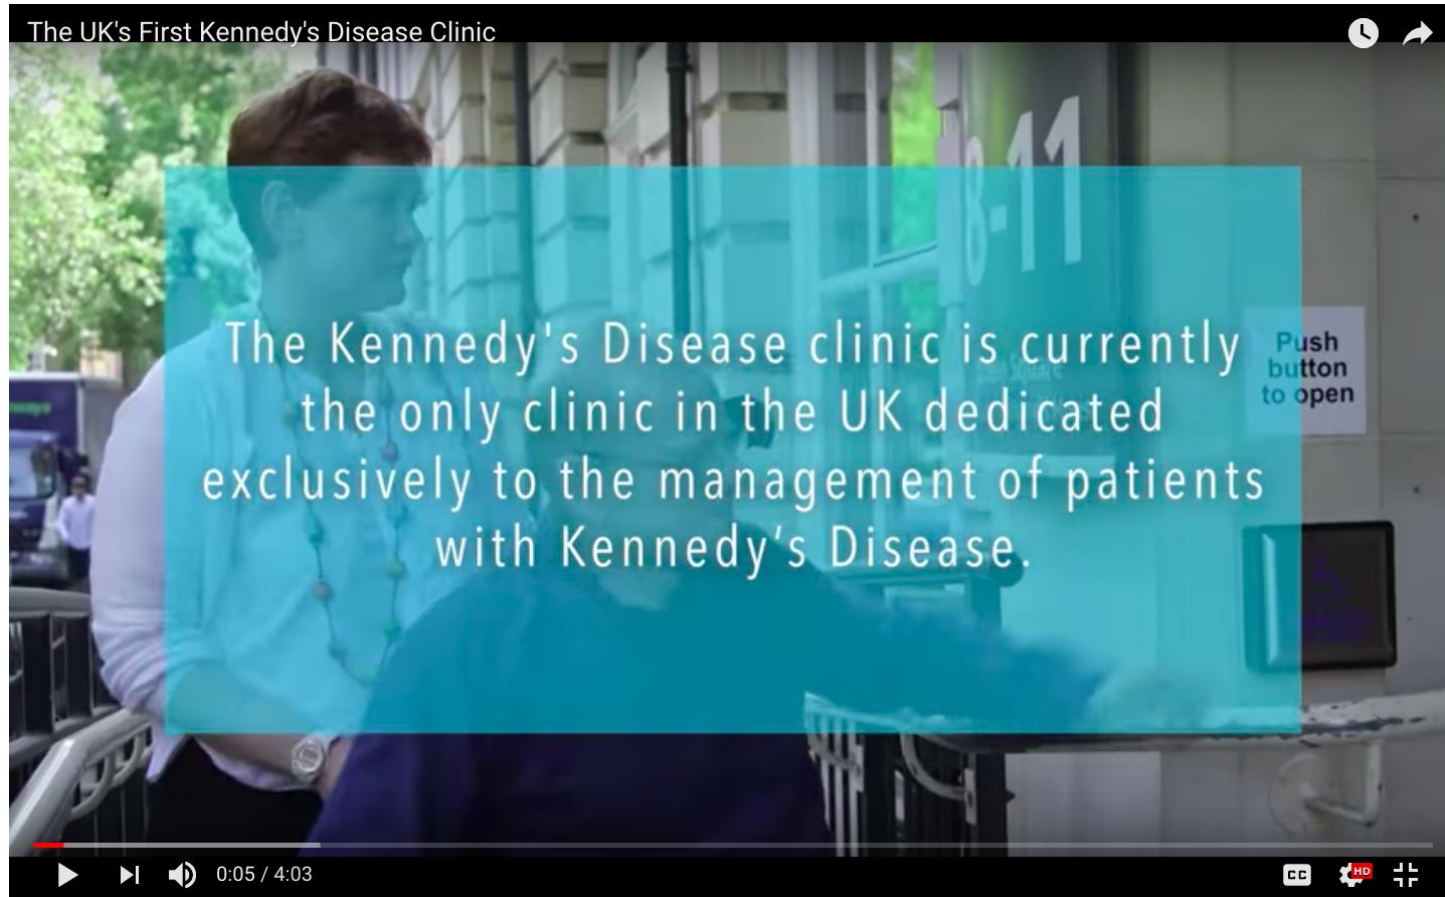 The UK's First Kennedy's Disease Clinic
8-11
The Kennedy's Disease clinic is currently
the only clinic in the UK dedicated
exclusively to the management of patients
with Kennedy‘s Disease.
Push
button
to open
0:05 / 4:03
CC
HD